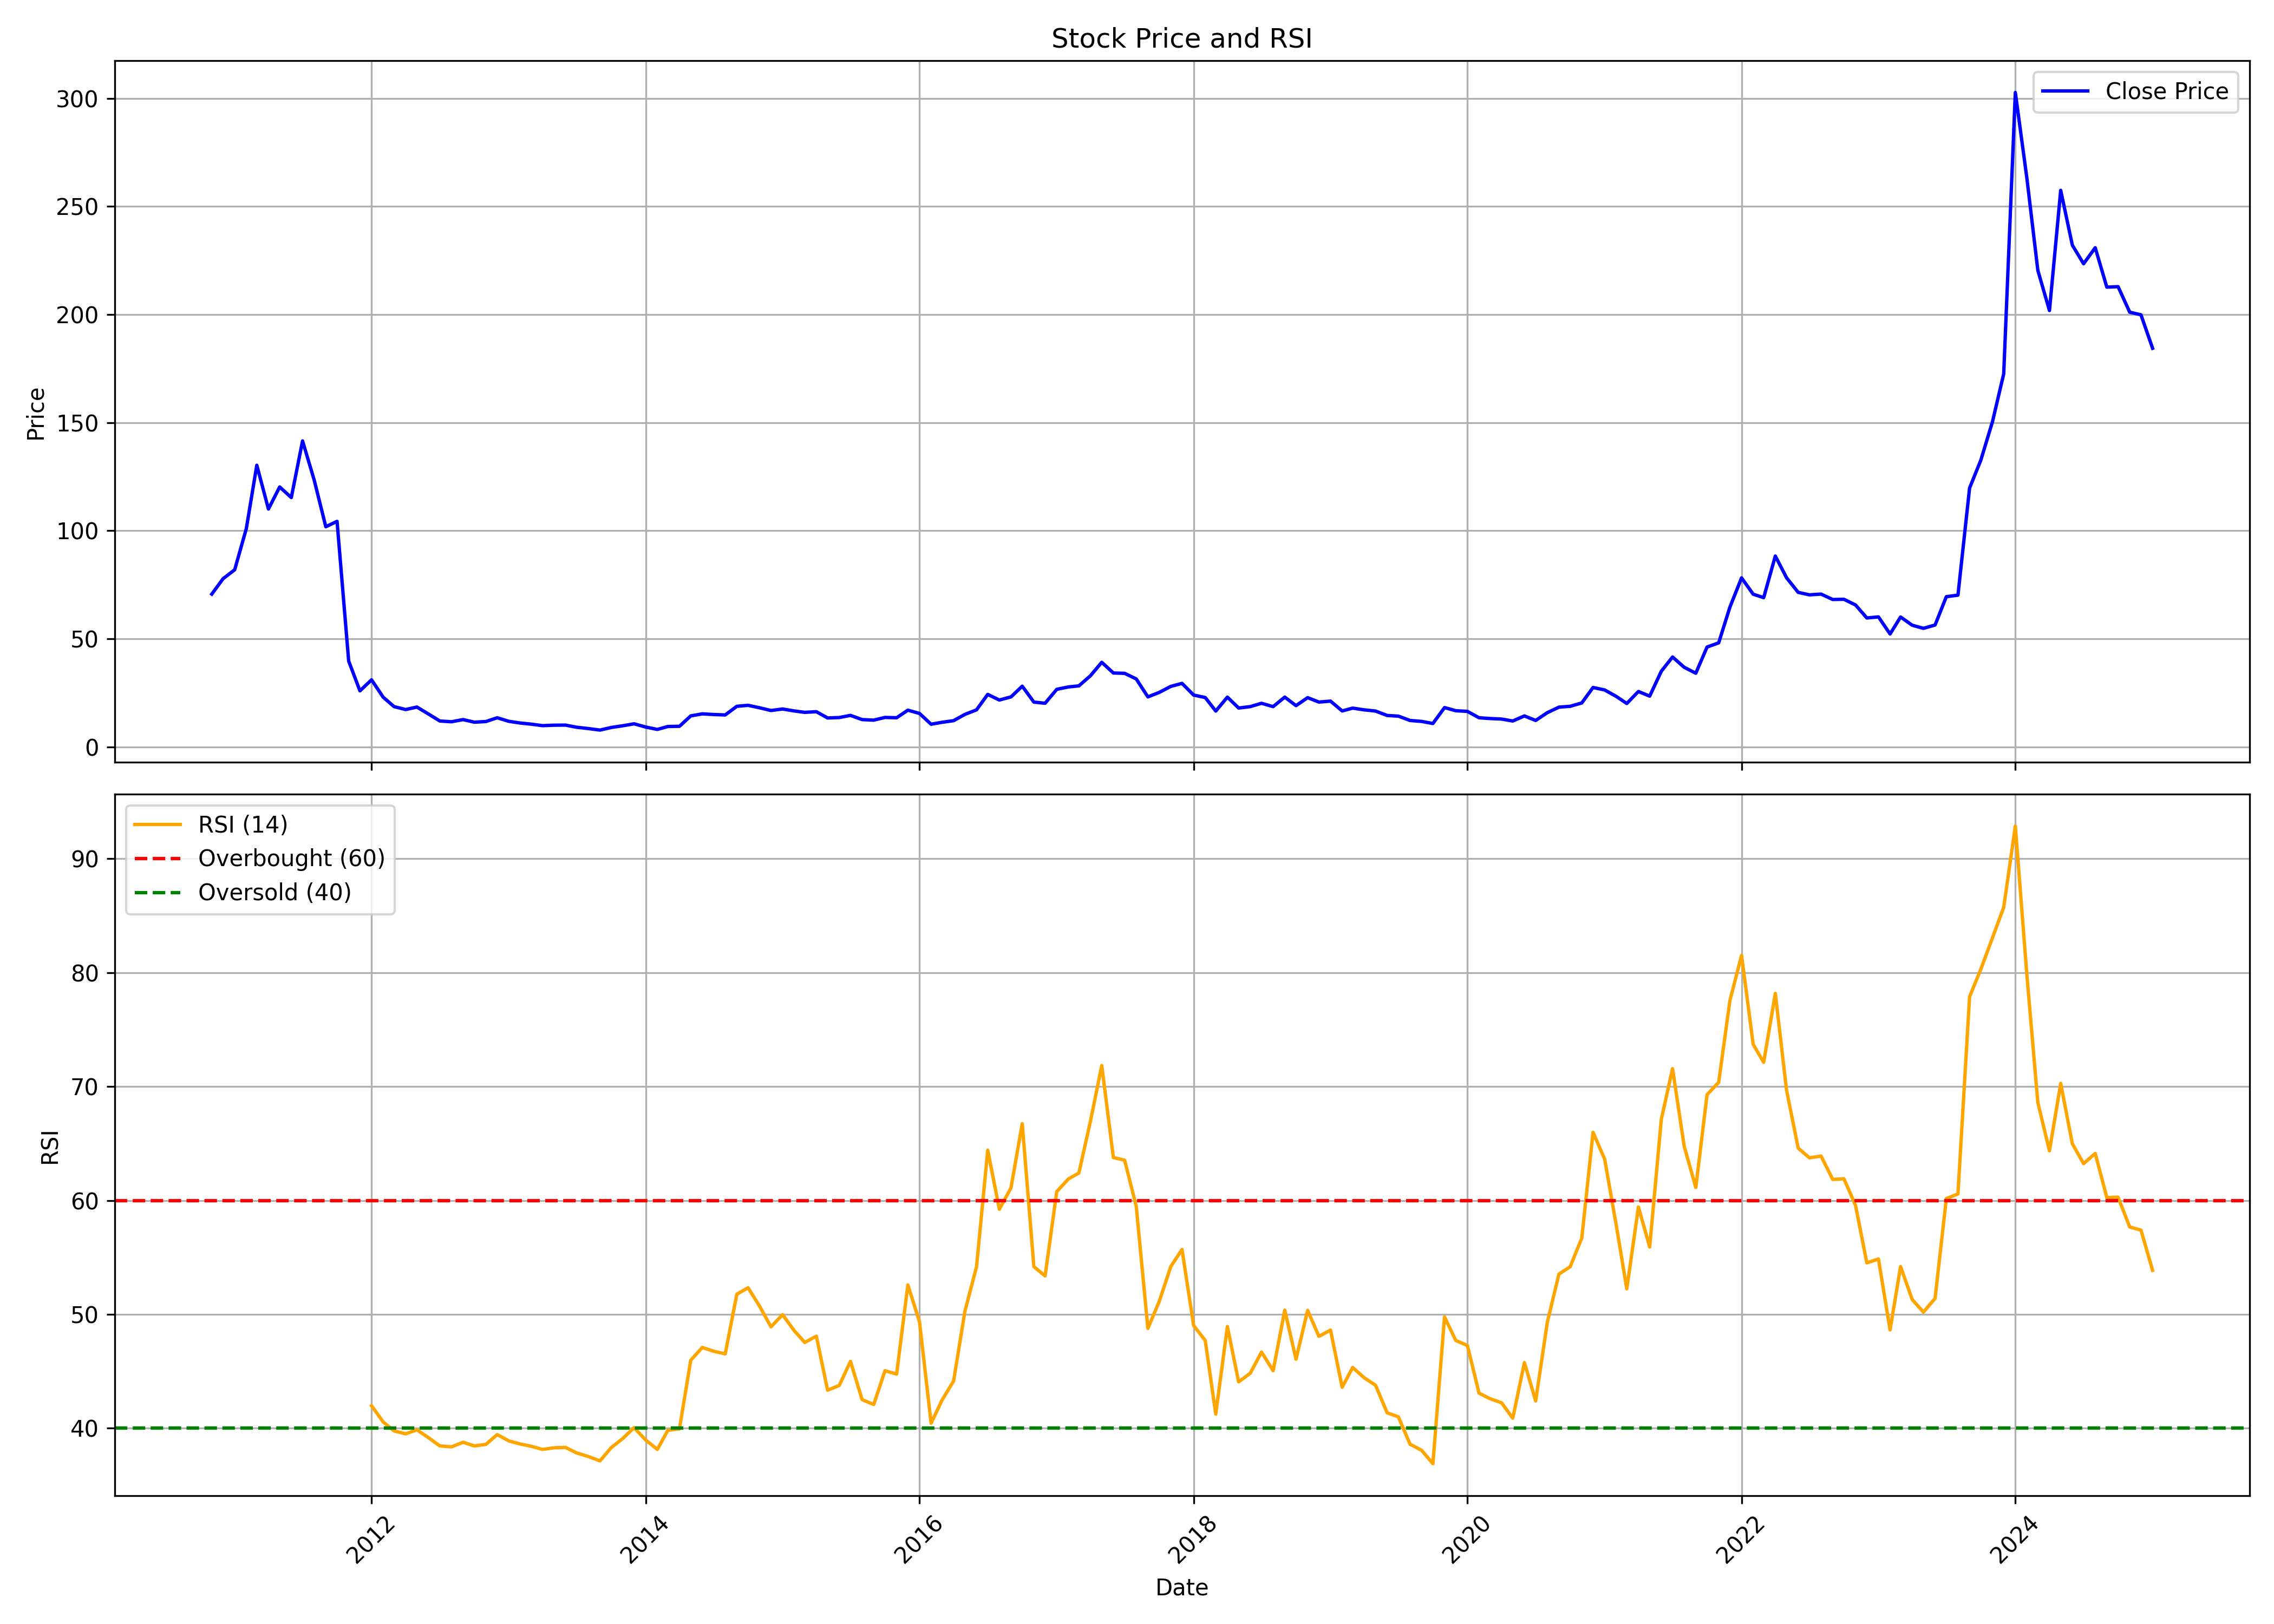 Stock Price and RSI
Close Price
300
250
200
150
100
50
0
Price
RSI (14)
Overbought (60)
Oversold (40)
90
80
70
60
50
40
RSI
2012
2014
2016
2018
2020
2022
2024
Date